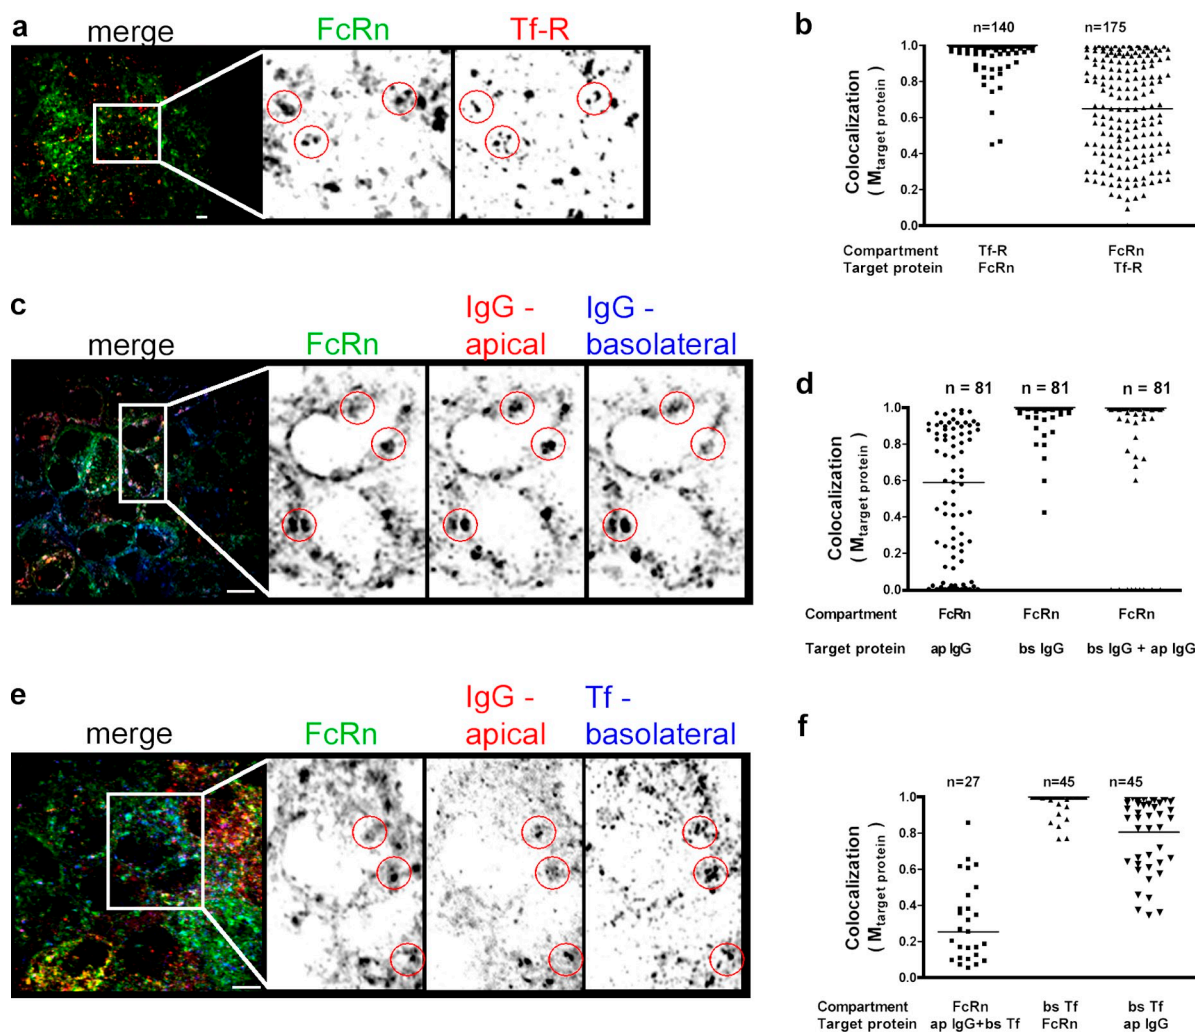 a
merge
FcRn
Tf-R
b
n=140
n=175
Colocalization
( M target protein )
1.0
0.8
0.6
0.4
0.2
0.0
Compartment Tf-R FcRn
Target protein FcRn Tf-R
c
merge
FcRn
IgG -
apical
IgG -
basolateral
d
n = 81
n = 81
n = 81
Colocalization
( M target protein )
1.0
0.8
0.6
0.4
0.2
0.0
Compartment FcRn FcRn FcRn
Target protein ap IgG bs IgG bs IgG + ap IgG
e
merge
FcRn
IgG -
apical
Tf -
basolateral
f
n=27
n=45
n=45
Colocalization
( M target protein )
1.0
0.8
0.6
0.4
0.2
0.0
Compartment FcRn bs Tf bs Tf
Target protein ap IgG+bs Tf FcRn ap IgG